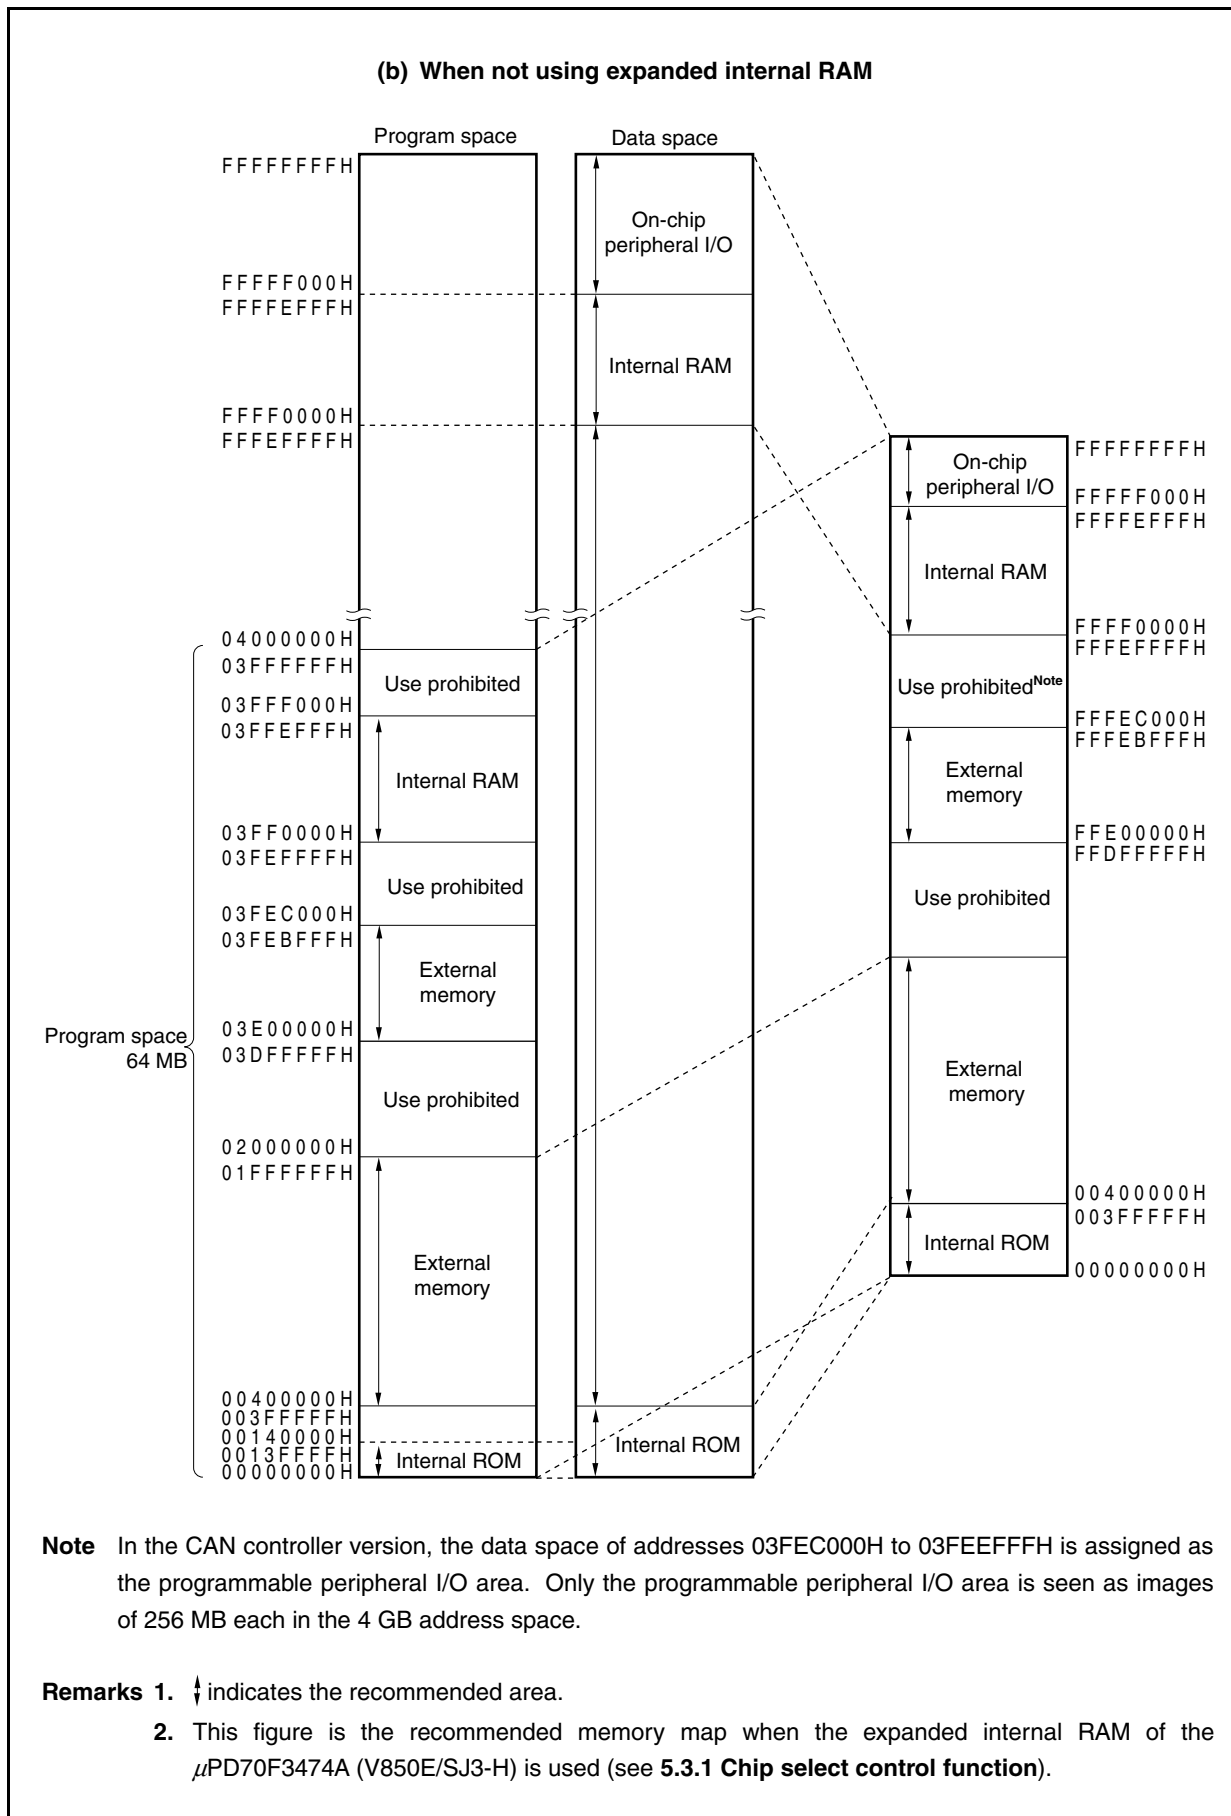 (b) When not using expanded internal RAM
Program space
Data space
FFFFFFFFH
On-chip
peripheral I/O
FFFFF000H
FFFFEFFFH
Internal RAM
FFFF0000H
FFFEFFFFH
04000000H
03FFFFFFH
Use prohibited
03FFF000H
03FFEFFFH
Internal RAM
03FF0000H
03FEFFFFH
Use prohibited
03FEC000H
03FEBFFFH
External
memory
03E00000H
03DFFFFFH
Program space
64 MB
Use prohibited
02000000H
01FFFFFFH
External
memory
00400000H
003FFFFFH
00140000H
0013FFFFH
00000000H
Internal ROM
Internal ROM
On-chip
peripheral I/O
FFFFFFFFH
FFFFF000H
FFFFEFFFH
Internal RAM
FFFF0000H
FFFEFFFFH
Use prohibitedNote
FFFEC000H
FFFEBFFFH
External
memory
FFE00000H
FFDFFFFFH
Use prohibited
External
memory
00400000H
003FFFFFH
Internal ROM
00000000H
Note In the CAN controller version, the data space of addresses 03FEC000H to 03FEEFFFH is assigned as
the programmable peripheral I/O area. Only the programmable peripheral I/O area is seen as images
of 256 MB each in the 4 GB address space.
Remarks 1. indicates the recommended area.
2. This figure is the recommended memory map when the expanded internal RAM of the
μPD70F3474A (V850E/SJ3-H) is used (see 5.3.1 Chip select control function).